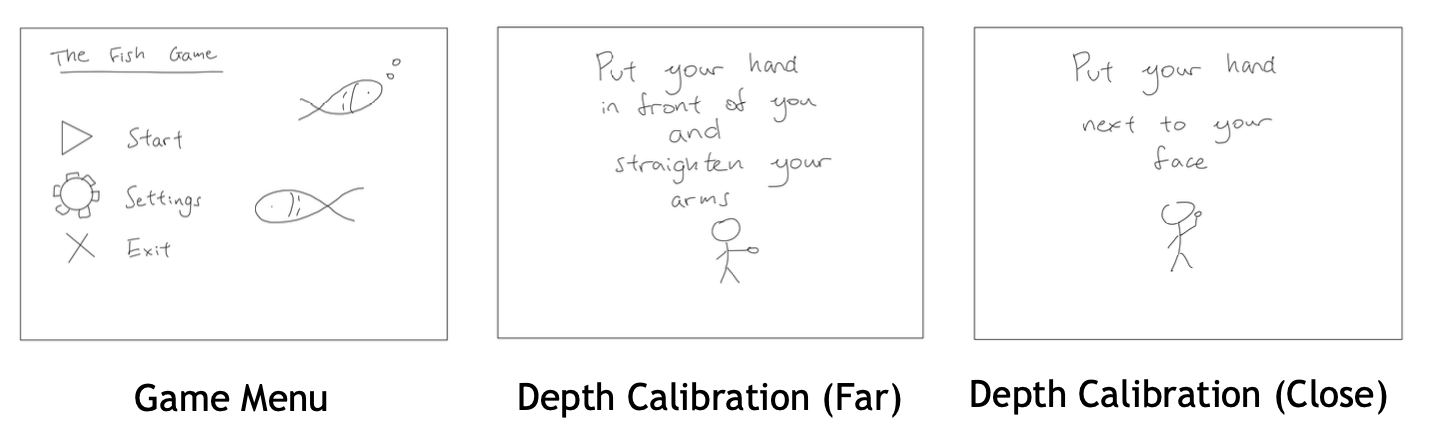 The Fish Game
Start
Settings
Exit
Game Menu
Put your hand
in front of you
and
straighten your
arms
Depth Calibration (Far)
Put your hand
next to your
face
Depth Calibration (Close)